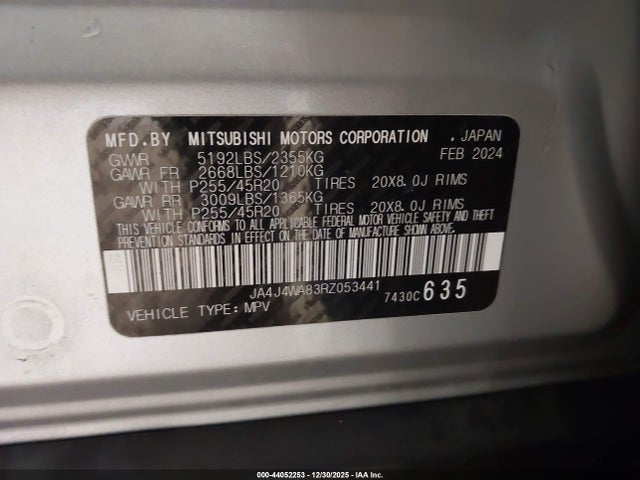 MFD.BY MITSUBISHI MOTORS CORPORATION , JAPAN
GVWR 5192LBS/2355KG FEB 2024
GAWR FR 2668LBS/1210KG
WITH P255/45R20 TIRES 20X8.0J RIMS
GAWR RR 3009LBS/1365KG
WITH P255/45R20 TIRES 20X8.0J RIMS
THIS VEHICLE CONFORMS TO ALL APPLICABLE FEDERAL MOTOR VEHICLE SAFETY AND THEFT
PREVENTION STANDARDS IN EFFECT ON THE DATE OF MANUFACTURE SHOWN ABOVE.
JA4J4WA83RZ053441
7430C 635
VEHICLE TYPE: MPV
000-44052253 - 12/30/2025 - IAA Inc.